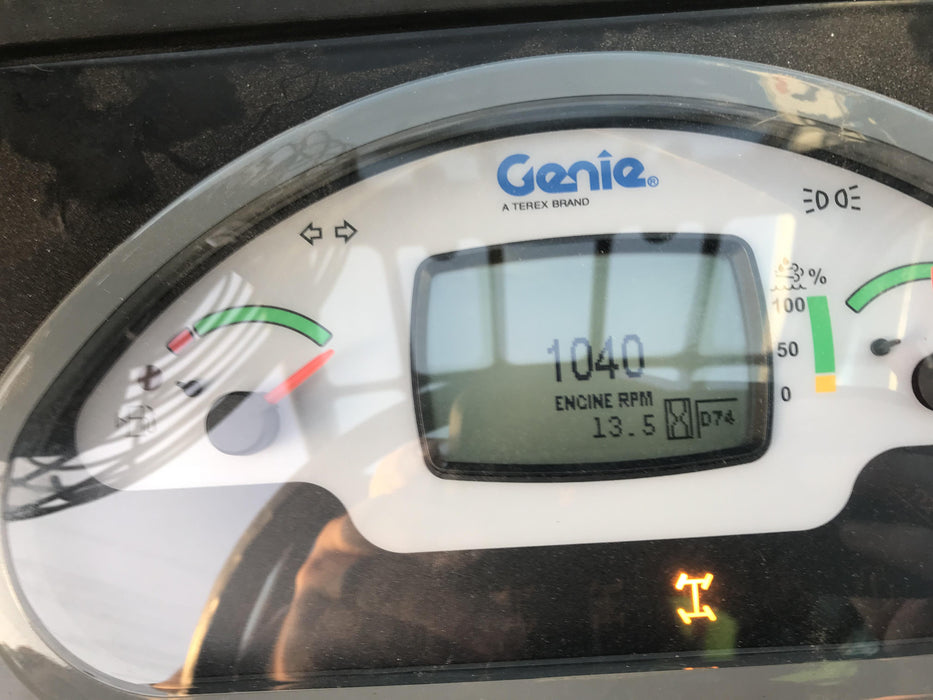 Genie®
A TEREX BRAND
%
100
50
0
1040
ENGINE RPM
13.5
D74